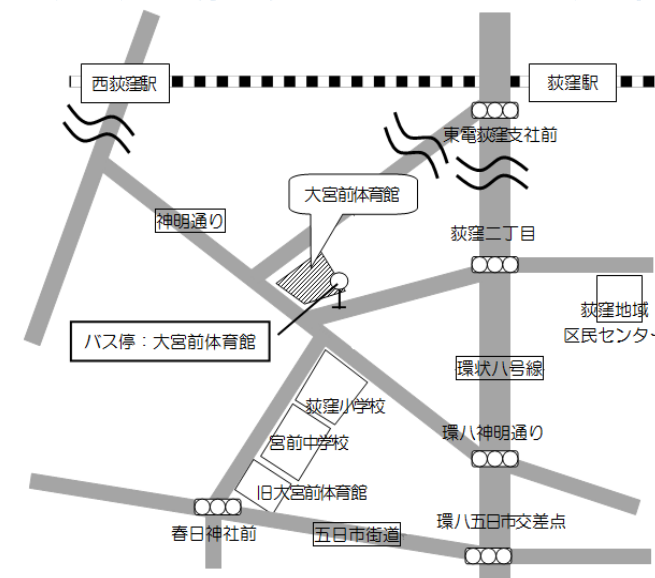 西荻窪駅
荻窪駅
東電荻窪支社前
大宮前体育館
神明通り
荻窪二丁目
荻窪地域
区民センター
バス停：大宮前体育館
環状八号線
荻窪小学校
環八神明通り
宮前中学校
旧大宮前体育館
春日神社前
五日市街道
環八五日市交差点